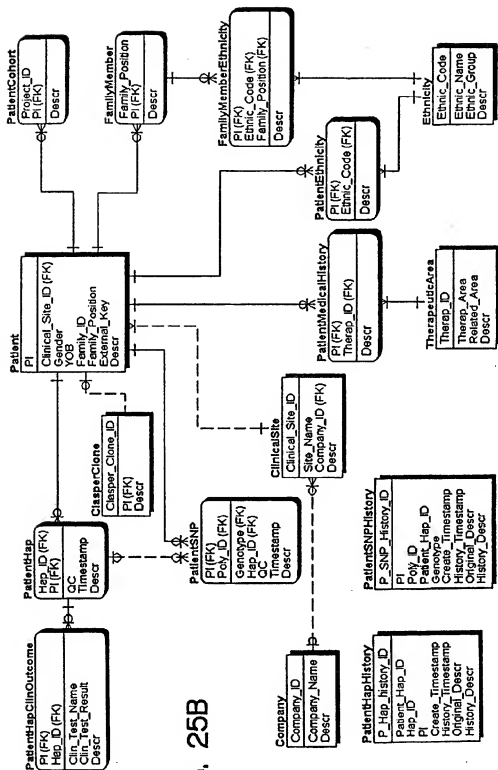 PatientCohort
Project_ID
PI (FK)
Descr
FamilyMember
Family_Position
PI (FK)
Descr
FamilyMemberEthnicity
PI (FK)
Ethnic_Code (FK)
Family_Position (FK)
Descr
Ethnicity
Ethnic_Code
Ethnic_Name
Ethnic_Group
Descr
Patient
PI
Clinical_Site_ID (FK)
Gender
YOB
Family_ID
Family_Position
External_Key
Descr
PatientEthnicity
PI (FK)
Ethnic_Code (FK)
Descr
PatientMedicalHistory
PI (FK)
Therap_ID (FK)
Descr
TherapeuticArea
Therap_ID
Therap_Area
Related_Area
Descr
ClasperClone
Clasper_Clone_ID
PI (FK)
Descr
ClinicalSite
Clinical_Site_ID
Site_Name
Company_ID (FK)
Descr
PatientHap
Hap_ID (FK)
PI (FK)
QC
Timestamp
Descr
PatientSNP
PI (FK)
Poly_ID (FK)
Genotype (FK)
Hap_ID (FK)
QC
Timestamp
Descr
PatientSNPHistory
P_SNP_History_ID
PI
Poly_ID
Patient_Hap_ID
Genotype
Create_Timestamp
History_Timestamp
Original_Descr
History_Descr
PatientHapClinOutcome
PI (FK)
Hap_ID (FK)
Clin_Test_Name
Clin_Test_Result
Descr
Company
Company_ID
Company_Name
Descr
PatientHapHistory
P_Hap_history_ID
Patient_Hap_ID
Hap_ID
PI
Create_Timestamp
History_Timestamp
Original_Descr
History_Descr
25B